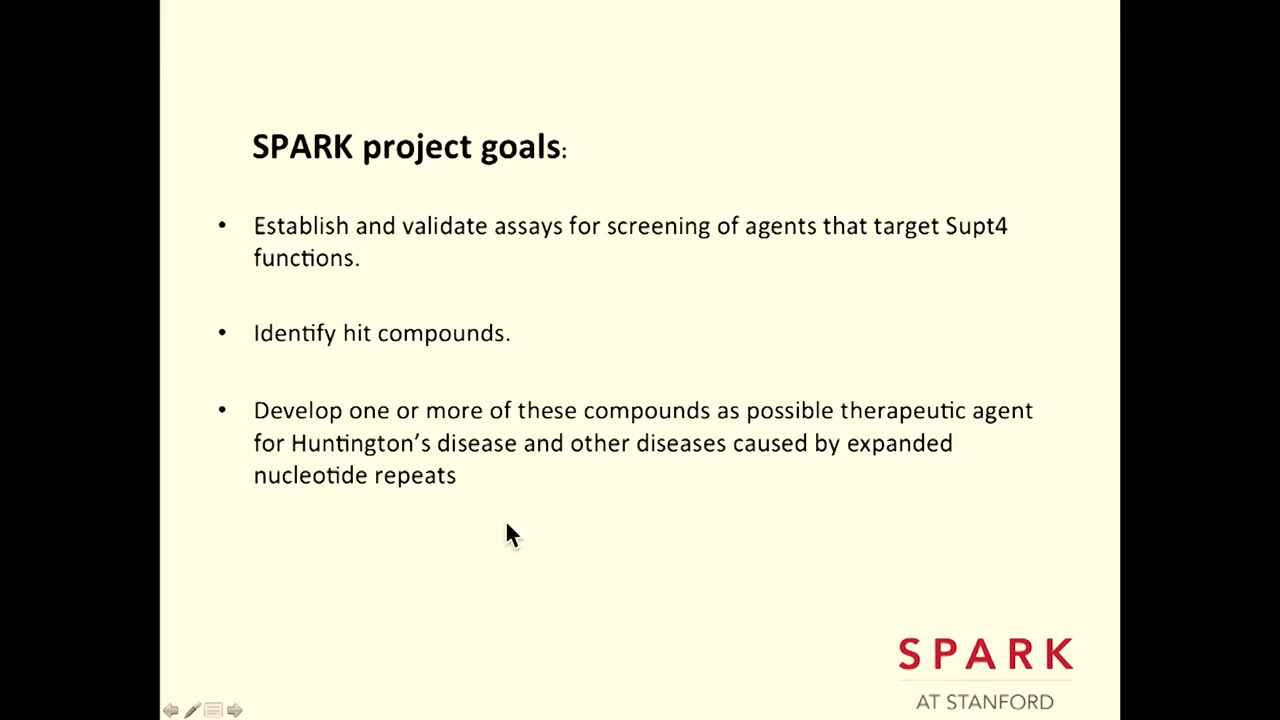 SPARK project goals:
• Establish and validate assays for screening of agents that target Supt4
functions.
• Identify hit compounds.
• Develop one or more of these compounds as possible therapeutic agent
for Huntington’s disease and other diseases caused by expanded
nucleotide repeats
SPARK
AT STANFORD